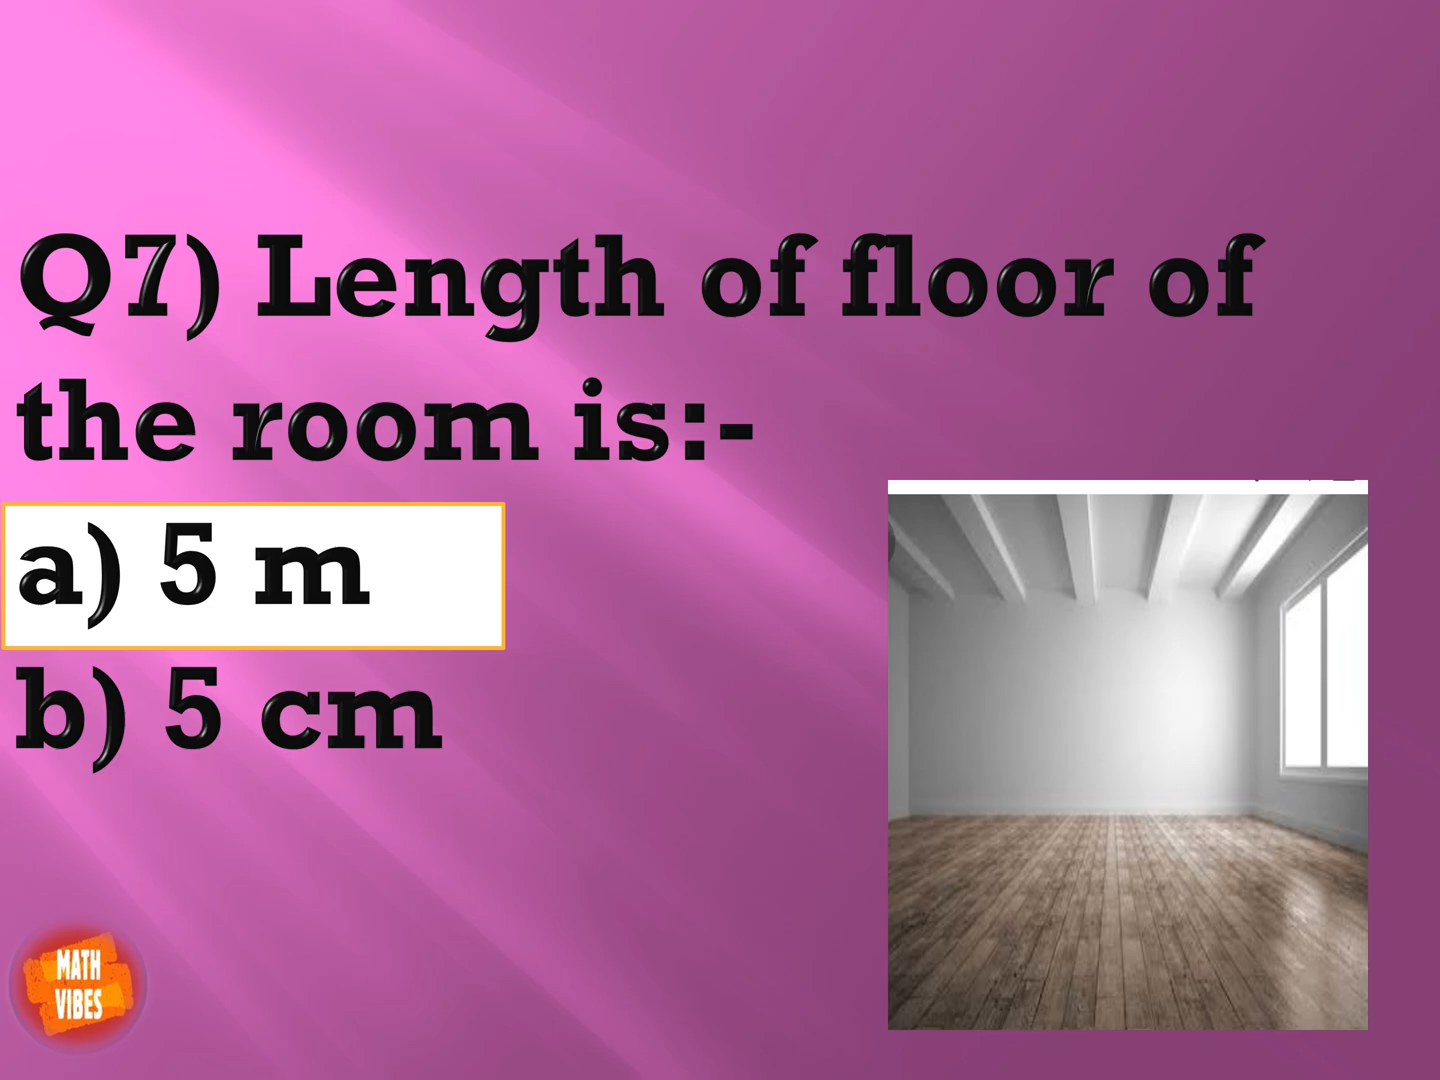 Q7) Length of floor of
the room is:-
a) 5 m
b) 5 cm
MATH
VIBES